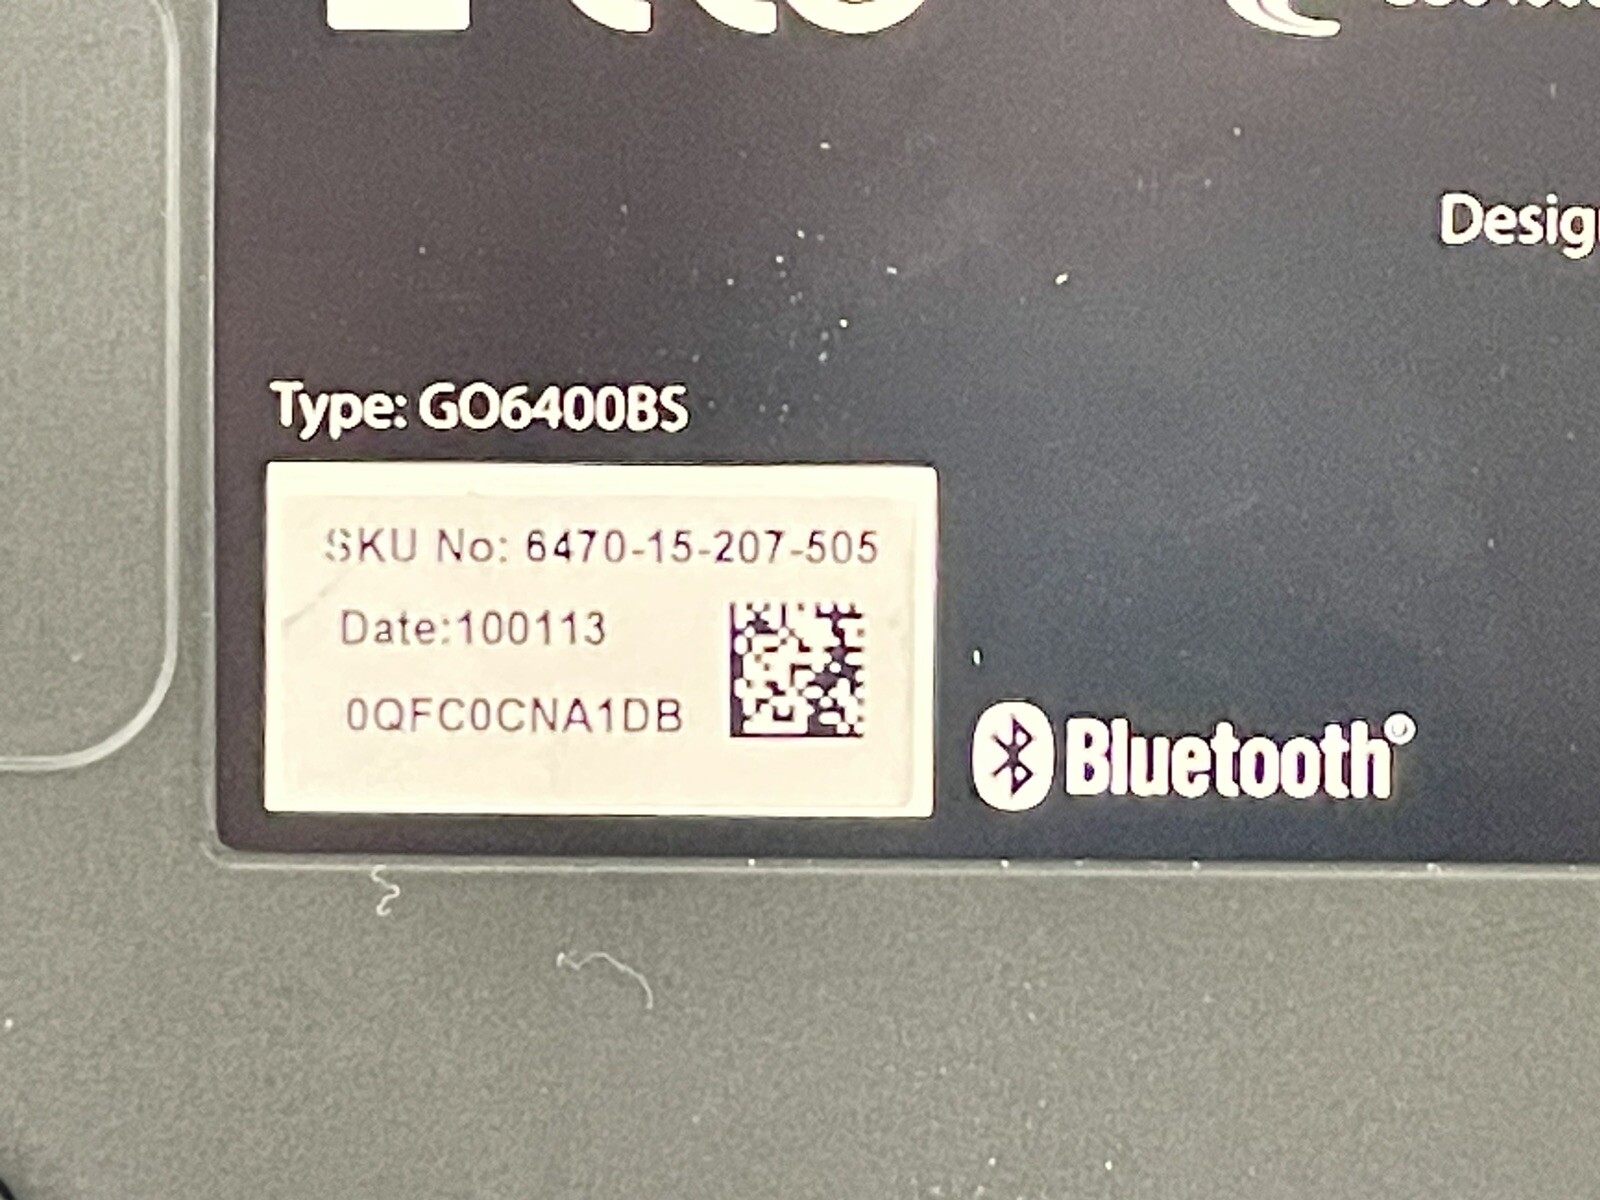 Type: GO6400BS
SKU No: 6470-15-207-505
Date:100113
0QFC0CNA1DB
Bluetooth®